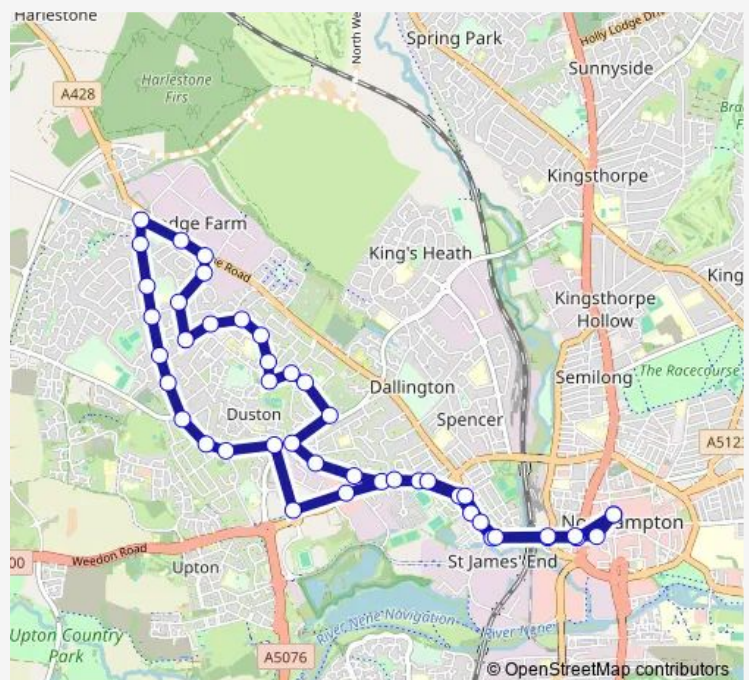 Harlestone
North We
Spring Park
Holly Lodge Dri
Sunnyside
Harlestone
Firs
A428
Kingsthorpe
dge Farm
King's Heath
e Road
King
Kingsthorpe
Hollow
The Racecourse
Semilong
Dallington
Duston
Spencer
A5123
No
ampton
Weedon Road
St James' End
00
Upton
River Nene Navigation
River Nene
Upton Country
Park
A5076
© OpenStreetMap contributors